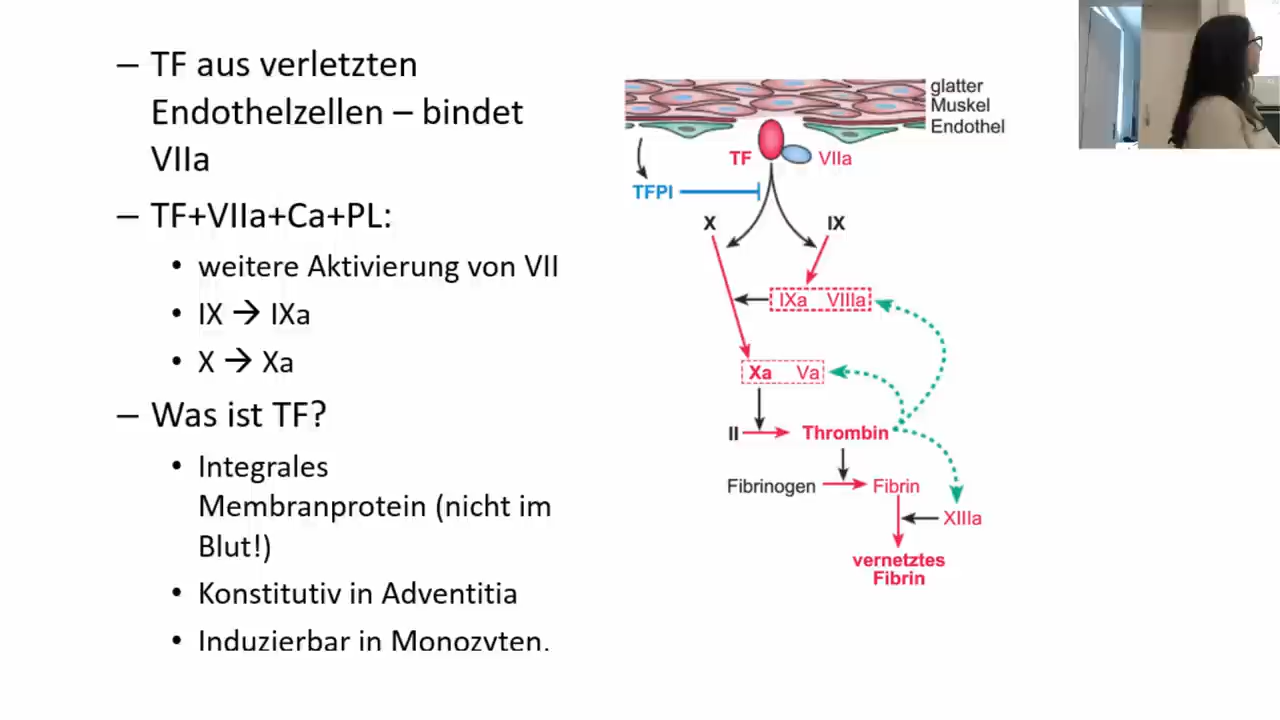 – TF aus verletzten
Endothelzellen – bindet
VIIa
– TF+VIIa+Ca+PL:
• weitere Aktivierung von VII
• IX → IXa
• X → Xa
– Was ist TF?
• Integrales
Membranprotein (nicht im
Blut!)
• Konstitutiv in Adventitia
• Induzierbar in Monozyten,
glatter
Muskel
Endothel
TF
VIIa
TFPI
X
IX
IXa VIIIa
Xa Va
II
Thrombin
Fibrinogen
Fibrin
XIIIa
vernetztes
Fibrin